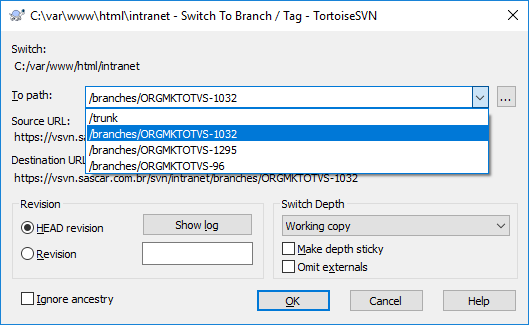 C:\var\www\html\intranet - Switch To Branch / Tag - TortoiseSVN
Switch:
C:/var/www/html/intranet
To path: /branches/ORGMKTOTVS-1032 ...
/trunk
Source URL:
/branches/ORGMKTOTVS-1032
https://vsvn.sas
/branches/ORGMKTOTVS-1295
Destination URL
/branches/ORGMKTOTVS-96
https://vsvn.sascar.com.br/svn/intranet/branches/ORGMKTOTVS-1032
Revision
HEAD revision
Show log
Revision
Switch Depth
Working copy
Make depth sticky
Omit externals
Ignore ancestry
OK
Cancel
Help